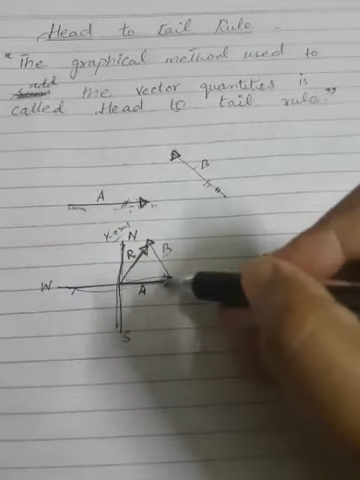 Head to tail Rule.
"The graphical method used to
add the vector quantities is
called Head to tail rule."
B
A
Y-axis
N
R
B
W
A
S